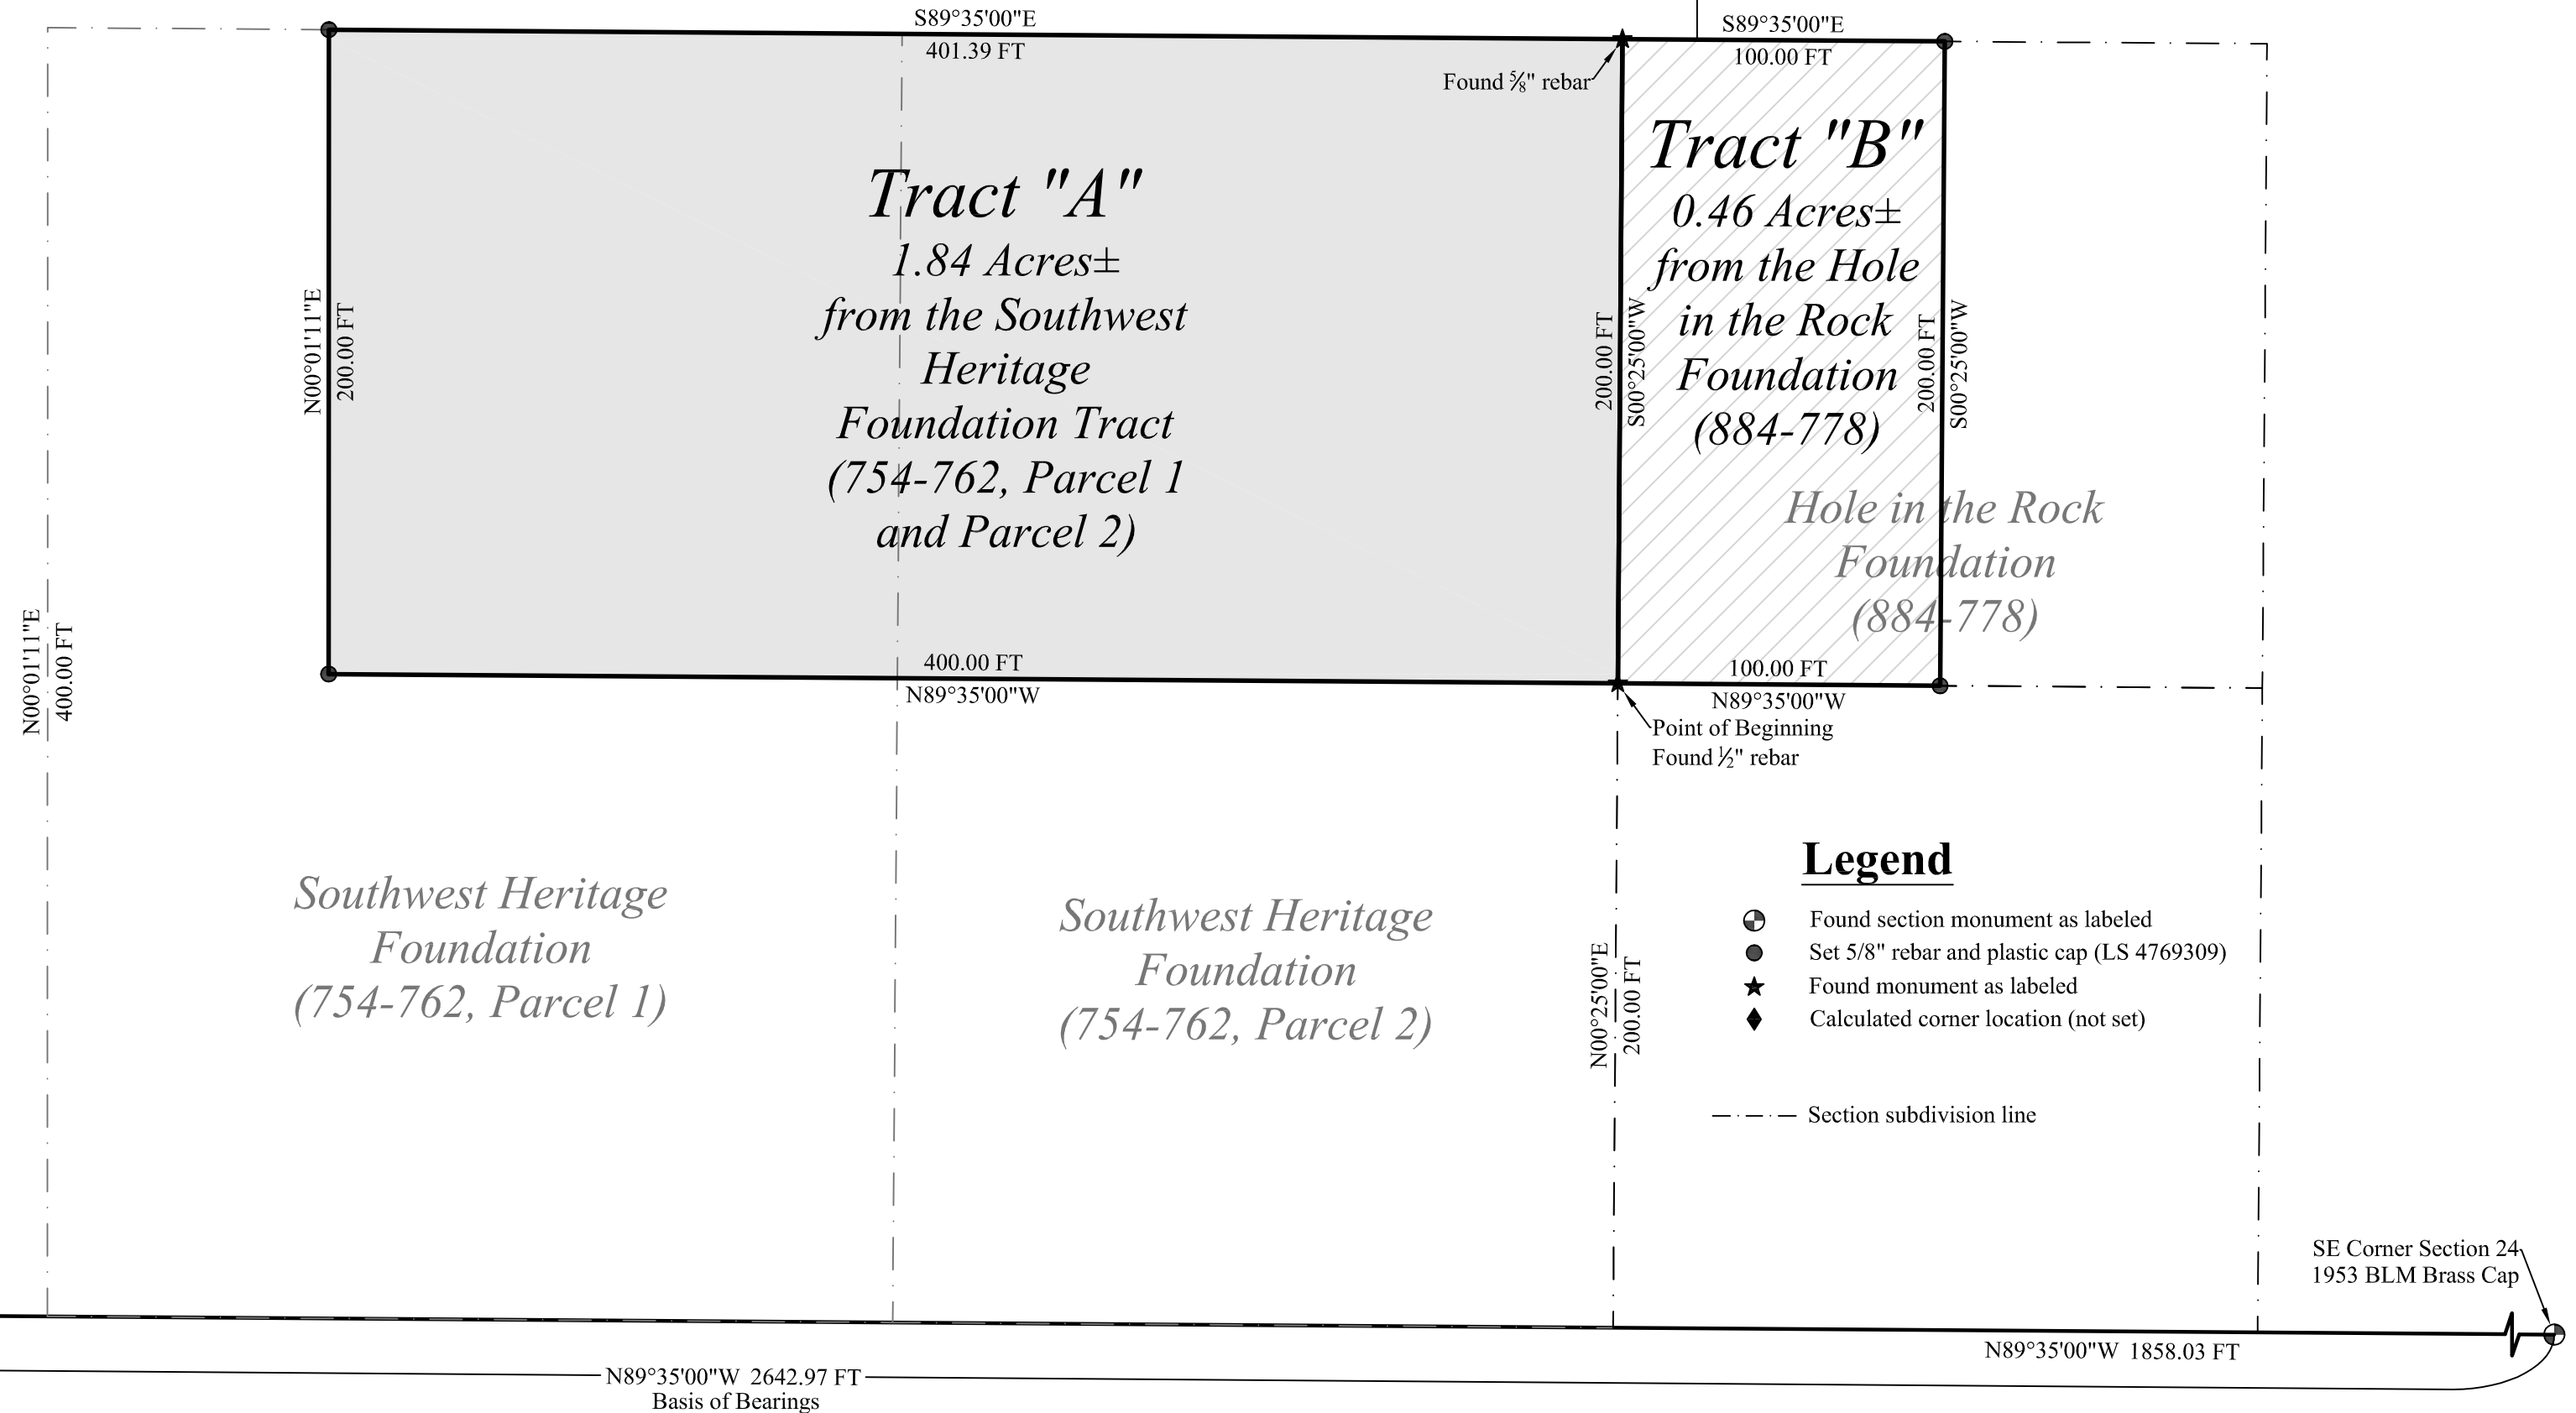 S89°35'00"E
401.39 FT
S89°35'00"E
100.00 FT
Found 5⁄8" rebar
Tract "A"
1.84 Acres±
from the Southwest
Heritage
Foundation Tract
(754-762, Parcel 1
and Parcel 2)
Tract "B"
0.46 Acres±
from the Hole
in the Rock
Foundation
(884-778)
N00°01'11"E
200.00 FT
200.00 FT
S00°25'00"W
200.00 FT
S00°25'00"W
Hole in the Rock
Foundation
(884-778)
400.00 FT
N89°35'00"W
100.00 FT
N89°35'00"W
Point of Beginning
Found 1⁄2" rebar
N00°01'11"E
400.00 FT
Southwest Heritage
Foundation
(754-762, Parcel 1)
Southwest Heritage
Foundation
(754-762, Parcel 2)
N00°25'00"E
200.00 FT
Legend
Found section monument as labeled
Set 5/8" rebar and plastic cap (LS 4769309)
Found monument as labeled
Calculated corner location (not set)
Section subdivision line
SE Corner Section 24
1953 BLM Brass Cap
N89°35'00"W 1858.03 FT
N89°35'00"W 2642.97 FT
Basis of Bearings